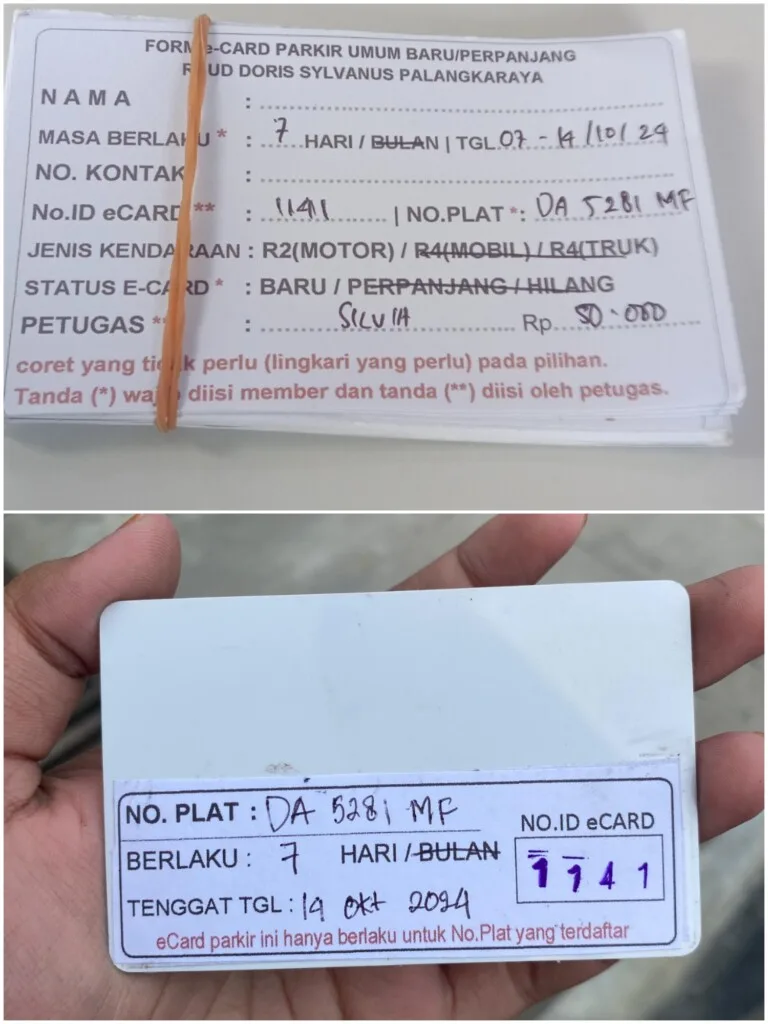 FORM e-CARD PARKIR UMUM BARU/PERPANJANG
R UD DORIS SYLVANUS PALANGKARAYA
NAMA :
MASA BERLAKU * : 7 HARI / BULAN | TGL 07 - 14/10/24
NO. KONTAK :
No.ID eCARD ** : 1141 | NO.PLAT *: DA 5281 MF
JENIS KENDARAAN : R2(MOTOR) / R4(MOBIL) / R4(TRUK)
STATUS E-CARD * : BARU / PERPANJANG / HILANG
PETUGAS ** : SILVIA Rp. 50.000
coret yang tidak perlu (lingkari yang perlu) pada pilihan.
Tanda (*) wajib diisi member dan tanda (**) diisi oleh petugas.
NO. PLAT : DA 5281 MF
NO.ID eCARD
BERLAKU : 7 HARI / BULAN
1141
TENGGAT TGL : 14 Okt 2024
eCard parkir ini hanya berlaku untuk No.Plat yang terdaftar